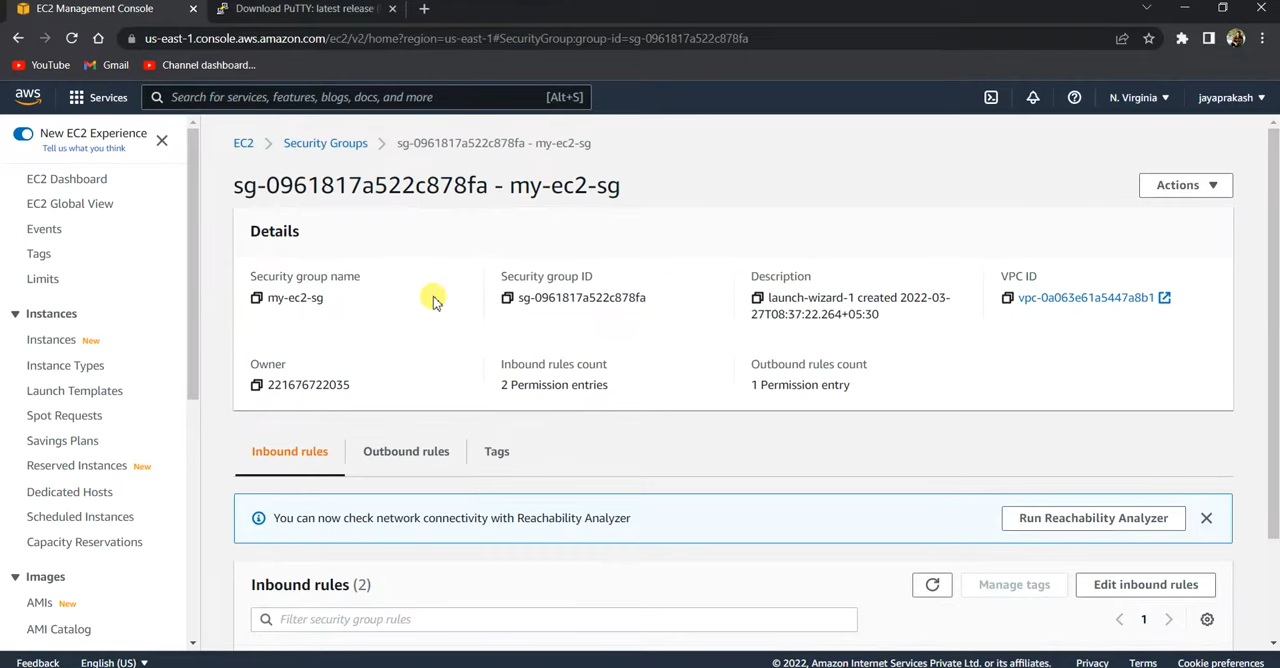 EC2 Management Console
Download PuTTY: latest release
us-east-1.console.aws.amazon.com/ec2/v2/home?region=us-east-1#SecurityGroup:group-id=sg-0961817a522c878fa
YouTube Gmail Channel dashboard...
aws Services Search for services, features, blogs, docs, and more [Alt+S] N. Virginia jayaprakash
New EC2 Experience
Tell us what you think
EC2 Dashboard
EC2 Global View
Events
Tags
Limits
Instances
Instances New
Instance Types
Launch Templates
Spot Requests
Savings Plans
Reserved Instances New
Dedicated Hosts
Scheduled Instances
Capacity Reservations
Images
AMIs New
AMI Catalog
EC2 Security Groups sg-0961817a522c878fa - my-ec2-sg
sg-0961817a522c878fa - my-ec2-sg
Actions
Details
Security group name
my-ec2-sg
Security group ID
sg-0961817a522c878fa
Description
launch-wizard-1 created 2022-03-
27T08:37:22.264+05:30
VPC ID
vpc-0a063e61a5447a8b1
Owner
221676722035
Inbound rules count
2 Permission entries
Outbound rules count
1 Permission entry
Inbound rules Outbound rules Tags
You can now check network connectivity with Reachability Analyzer
Run Reachability Analyzer
Inbound rules (2)
Manage tags
Edit inbound rules
Filter security group rules
1
Feedback English (US) © 2022, Amazon Internet Services Private Ltd. or its affiliates. Privacy Terms Cookie preferences